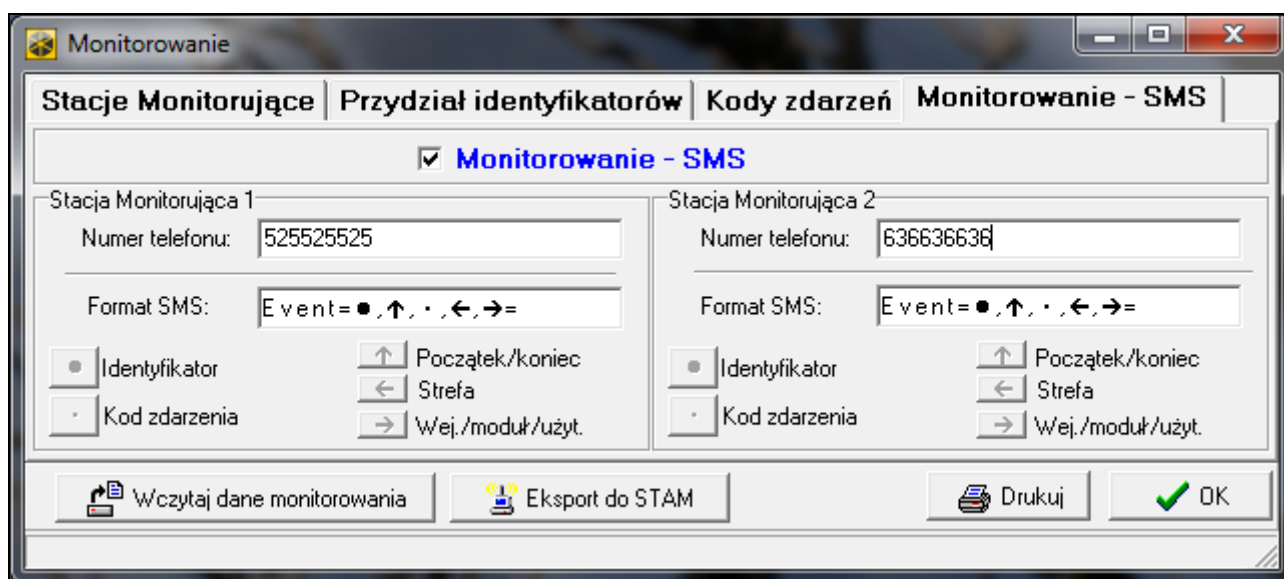 Monitorowanie
Stacje Monitorujące Przydział identyfikatorów Kody zdarzeń Monitorowanie - SMS
Monitorowanie - SMS
Stacja Monitorująca 1
Numer telefonu: 525525525
Format SMS: Event=●,↑,·,←,→=
● Identyfikator
· Kod zdarzenia
↑ Początek/koniec
← Strefa
→ Wej./moduł/użyt.
Stacja Monitorująca 2
Numer telefonu: 636636636
Format SMS: Event=●,↑,·,←,→=
● Identyfikator
· Kod zdarzenia
↑ Początek/koniec
← Strefa
→ Wej./moduł/użyt.
Wczytaj dane monitorowania Eksport do STAM Drukuj OK